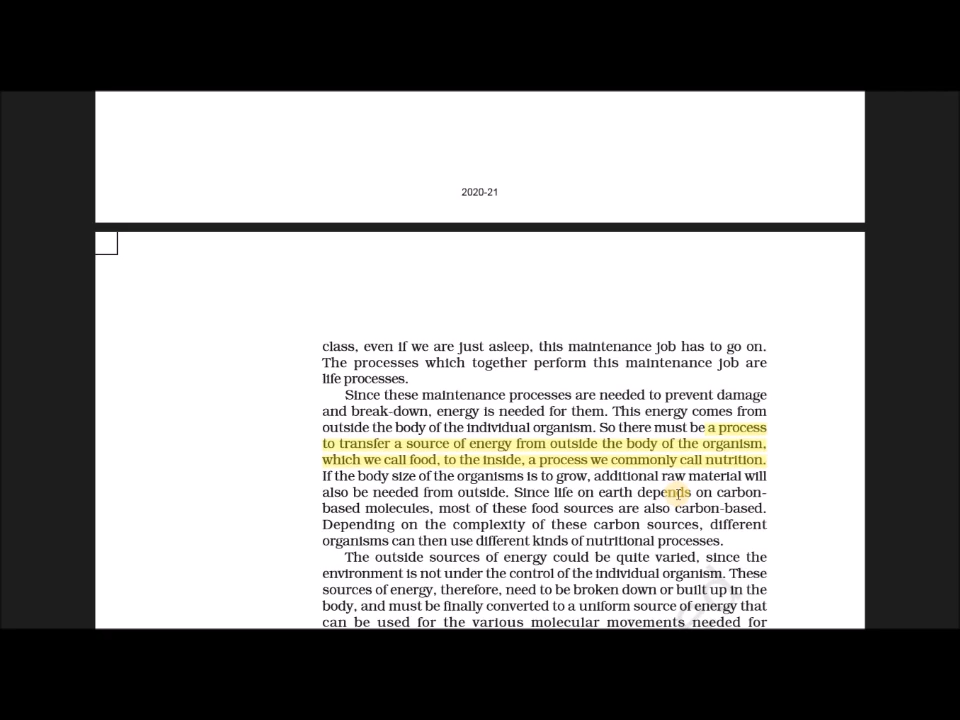 2020-21
class, even if we are just asleep, this maintenance job has to go on.
The processes which together perform this maintenance job are
life processes.
Since these maintenance processes are needed to prevent damage
and break-down, energy is needed for them. This energy comes from
outside the body of the individual organism. So there must be a process
to transfer a source of energy from outside the body of the organism,
which we call food, to the inside, a process we commonly call nutrition.
If the body size of the organisms is to grow, additional raw material will
also be needed from outside. Since life on earth depends on carbon-
based molecules, most of these food sources are also carbon-based.
Depending on the complexity of these carbon sources, different
organisms can then use different kinds of nutritional processes.
The outside sources of energy could be quite varied, since the
environment is not under the control of the individual organism. These
sources of energy, therefore, need to be broken down or built up in the
body, and must be finally converted to a uniform source of energy that
can be used for the various molecular movements needed for